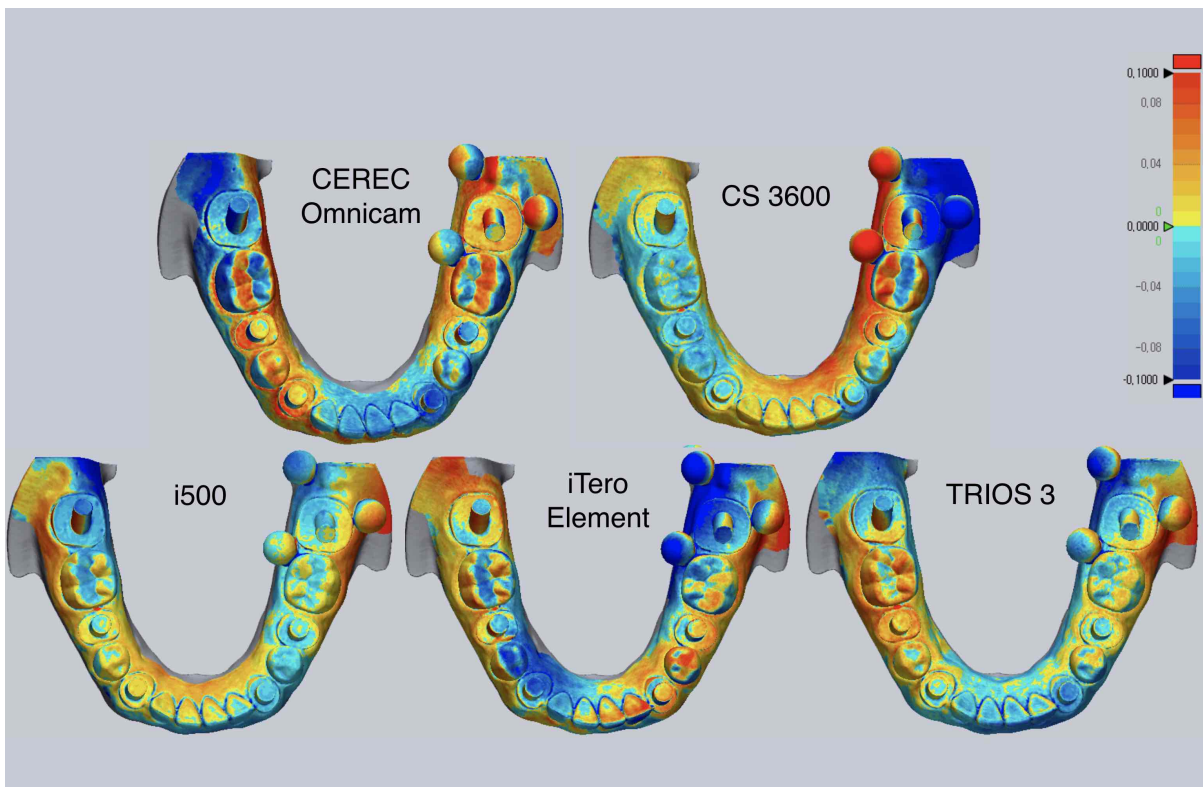 0,1000
0,08
0,04
0
0,0000
0
-0,04
-0,08
-0,1000
CEREC
Omnicam
CS 3600
i500
iTero
Element
TRIOS 3